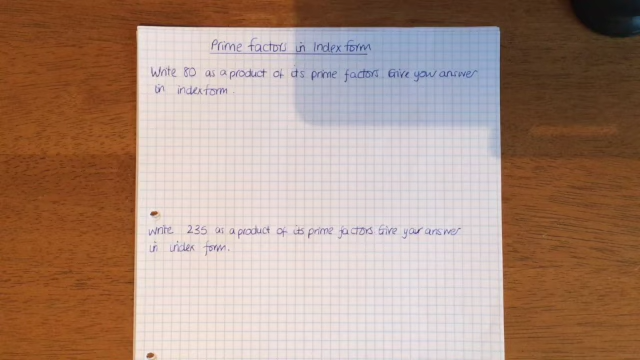 Prime factors in Index form
Write 80 as a product of its prime factors. Give your answer
in index form.
Write 235 as a product of its prime factors Give your answer
in index form.